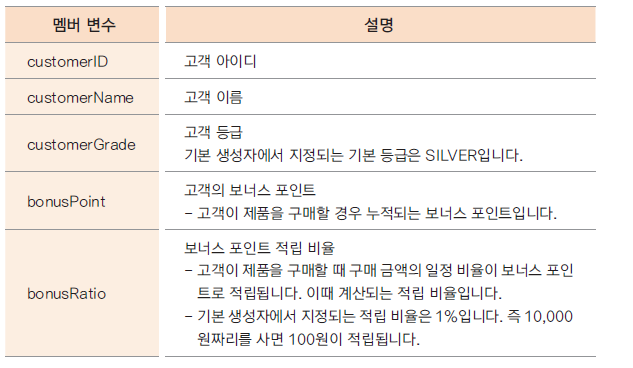 멤버 변수
설명
customerID
고객 아이디
customerName
고객 이름
customerGrade
고객 등급
기본 생성자에서 지정되는 기본 등급은 SILVER입니다.
bonusPoint
고객의 보너스 포인트
- 고객이 제품을 구매할 경우 누적되는 보너스 포인트입니다.
bonusRatio
보너스 포인트 적립 비율
- 고객이 제품을 구매할 때 구매 금액의 일정 비율이 보너스 포인
트로 적립됩니다. 이때 계산되는 적립 비율입니다.
- 기본 생성자에서 지정되는 적립 비율은 1%입니다. 즉 10,000
원짜리를 사면 100원이 적립됩니다.